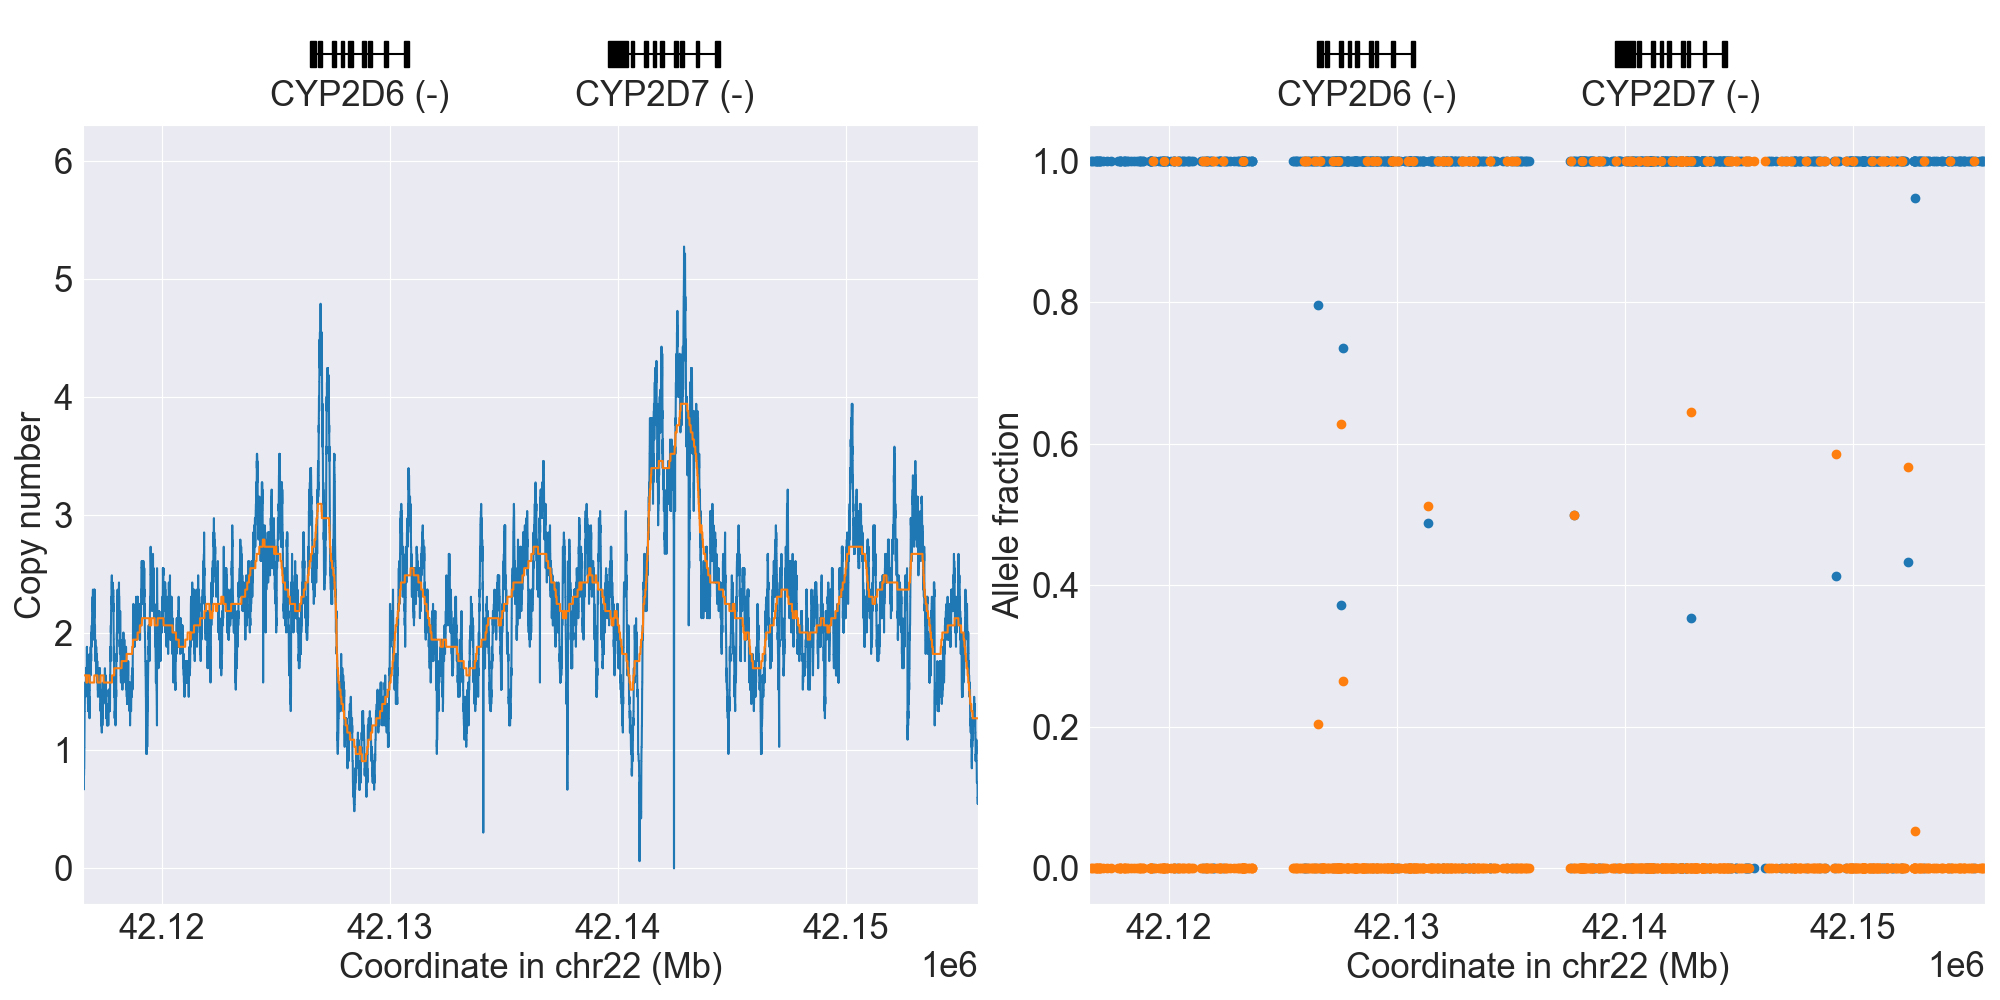 CYP2D6 (-)
CYP2D7 (-)
6
5
4
3
2
1
0
Copy number
42.12
42.13
42.14
42.15
Coordinate in chr22 (Mb)
1e6
CYP2D6 (-)
CYP2D7 (-)
1.0
0.8
0.6
0.4
0.2
0.0
Allele fraction
42.12
42.13
42.14
42.15
Coordinate in chr22 (Mb)
1e6